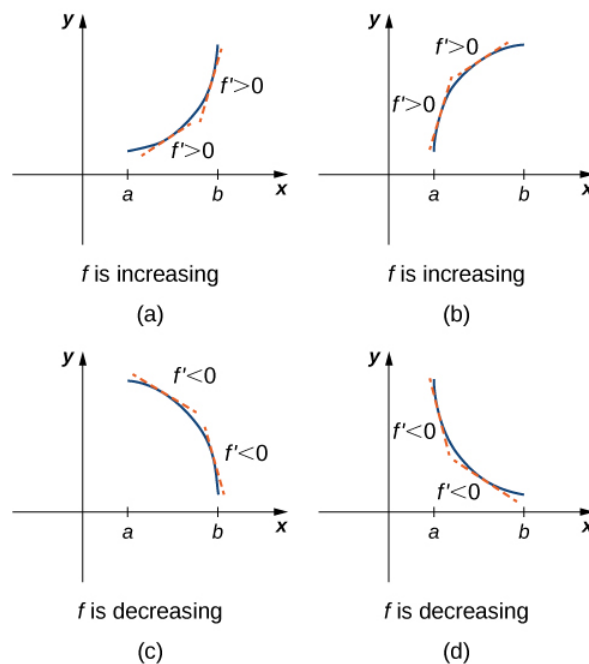 y
f'>0
f'>0
a
b
x
f is increasing
(a)
y
f'>0
f'>0
a
b
x
f is increasing
(b)
y
f'<0
f'<0
a
b
x
f is decreasing
(c)
y
f'<0
f'<0
a
b
x
f is decreasing
(d)